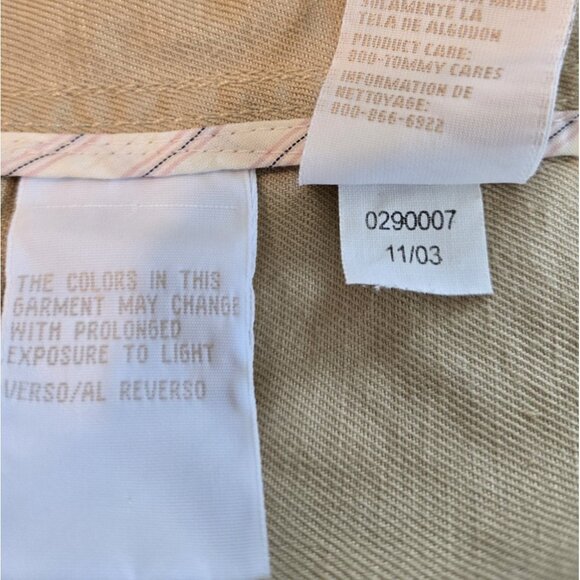 MEDIA
SOLAMENTE LA
TELA DE ALGODON
PRODUCT CARE:
800-TOMMY CARES
INFORMATION DE
NETTOYAGE:
800-866-6922
0290007
11/03
THE COLORS IN THIS
GARMENT MAY CHANGE
WITH PROLONGED
EXPOSURE TO LIGHT
VERSO/AL REVERSO